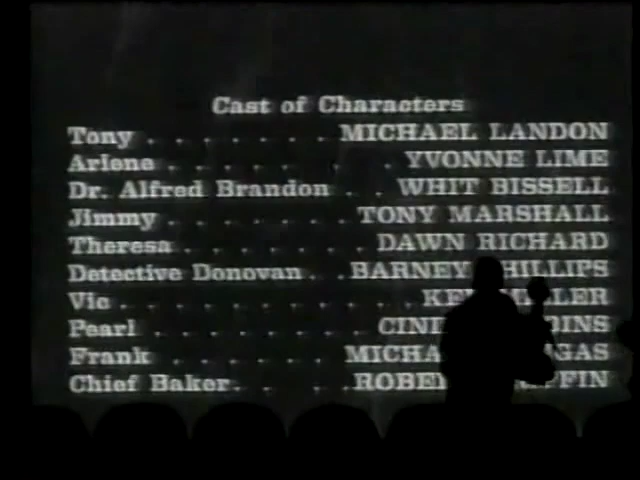 Cast of Characters
Tony . . . . . . . MICHAEL LANDON
Arlene . . . . . . YVONNE LIME
Dr. Alfred Brandon . . WHIT BISSELL
Jimmy . . . . . . . TONY MARSHALL
Theresa . . . . . . . DAWN RICHARD
Detective Donovan . . BARNEY PHILLIPS
Vic . . . . . . . . . .
Pearl . . . . . . . .
Frank . . . . . . .
Chief Baker . . . .